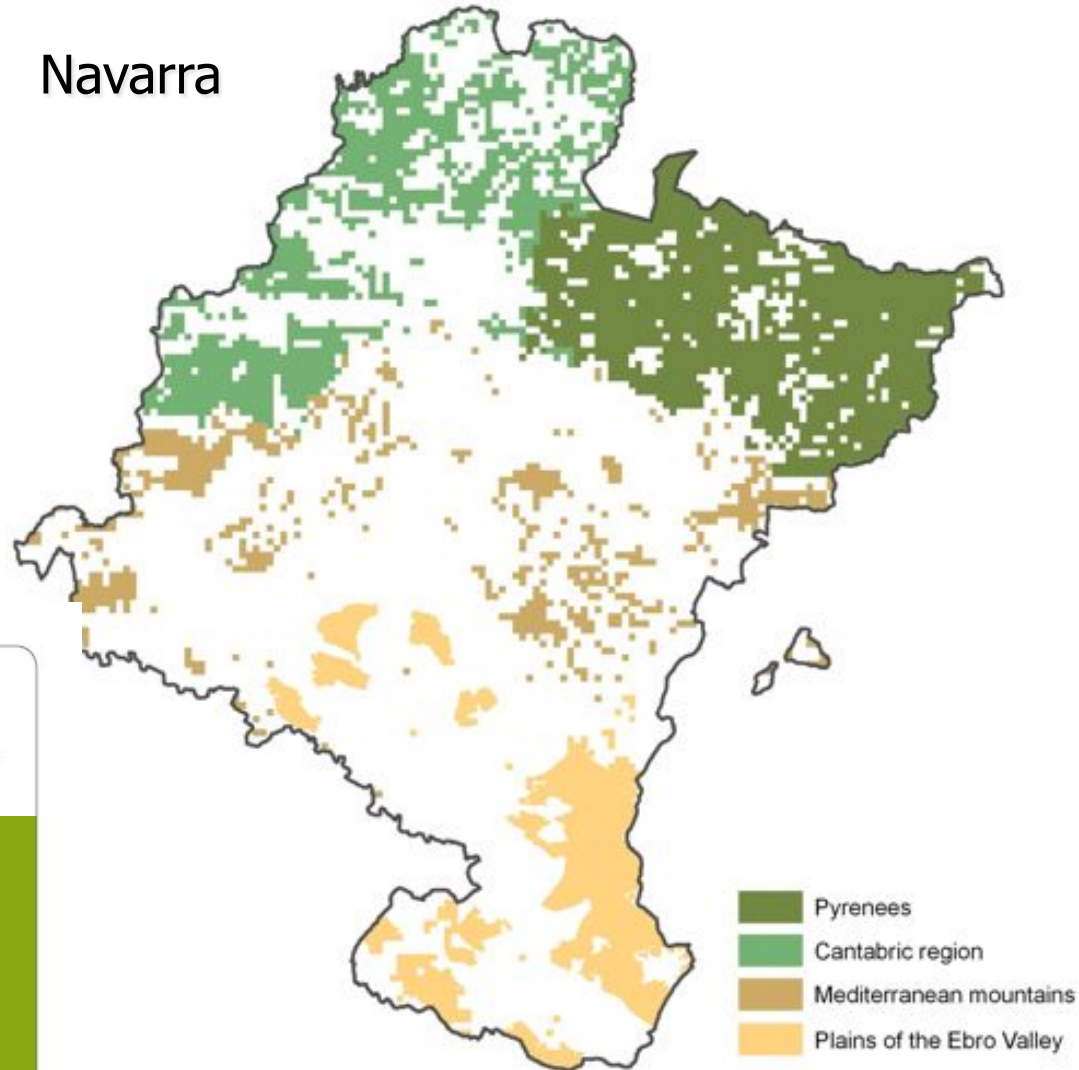 Navarra
Pyrenees
Cantabric region
Mediterranean mountains
Plains of the Ebro Valley